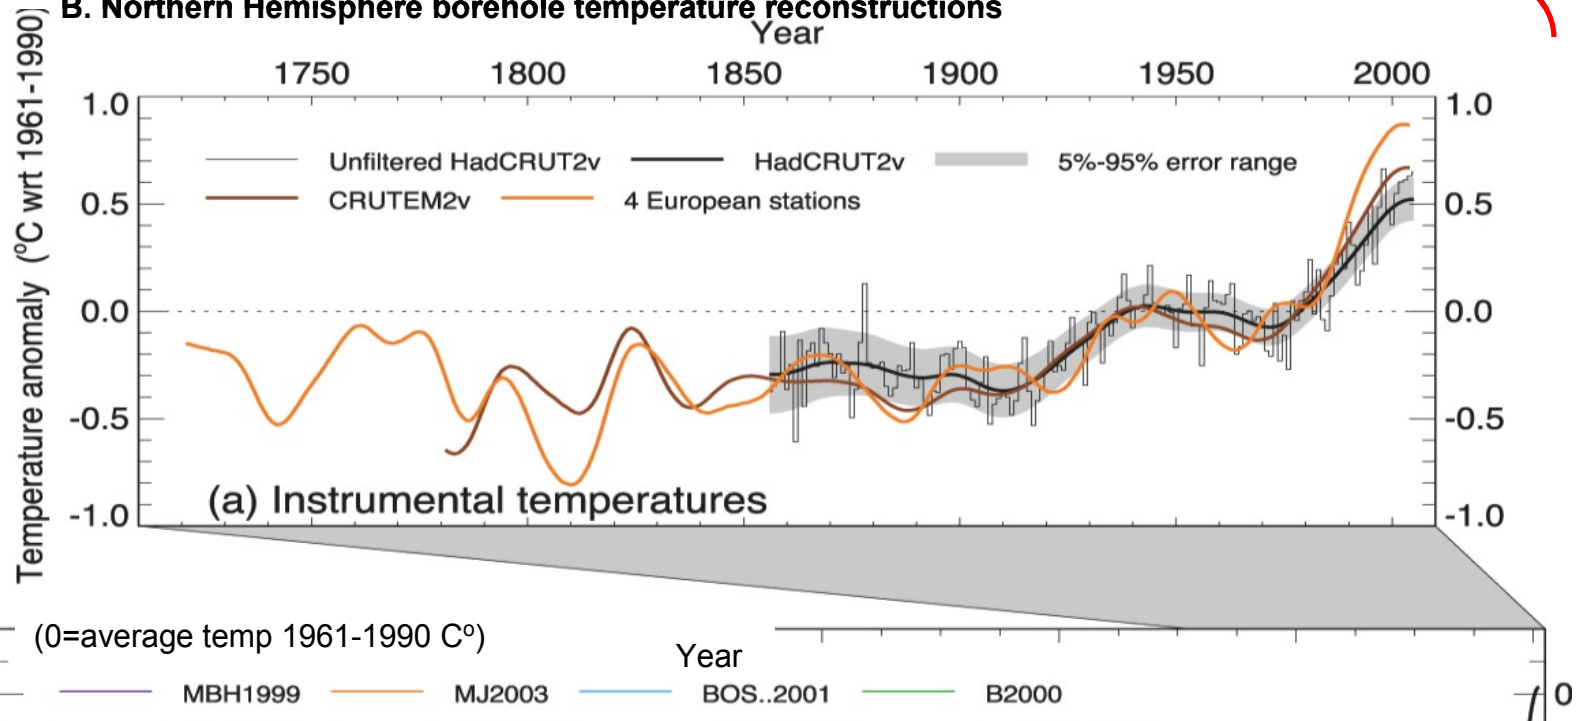 B. Northern Hemisphere borehole temperature reconstructions
Year
1750 1800 1850 1900 1950 2000
Temperature anomaly (°C wrt 1961-1990)
1.0 1.0
Unfiltered HadCRUT2v HadCRUT2v 5%-95% error range
CRUTEM2v 4 European stations
0.5 0.5
0.0 0.0
-0.5 -0.5
(a) Instrumental temperatures
-1.0 -1.0
(0=average temp 1961-1990 Cº)
Year
MBH1999 MJ2003 BOS..2001 B2000
0